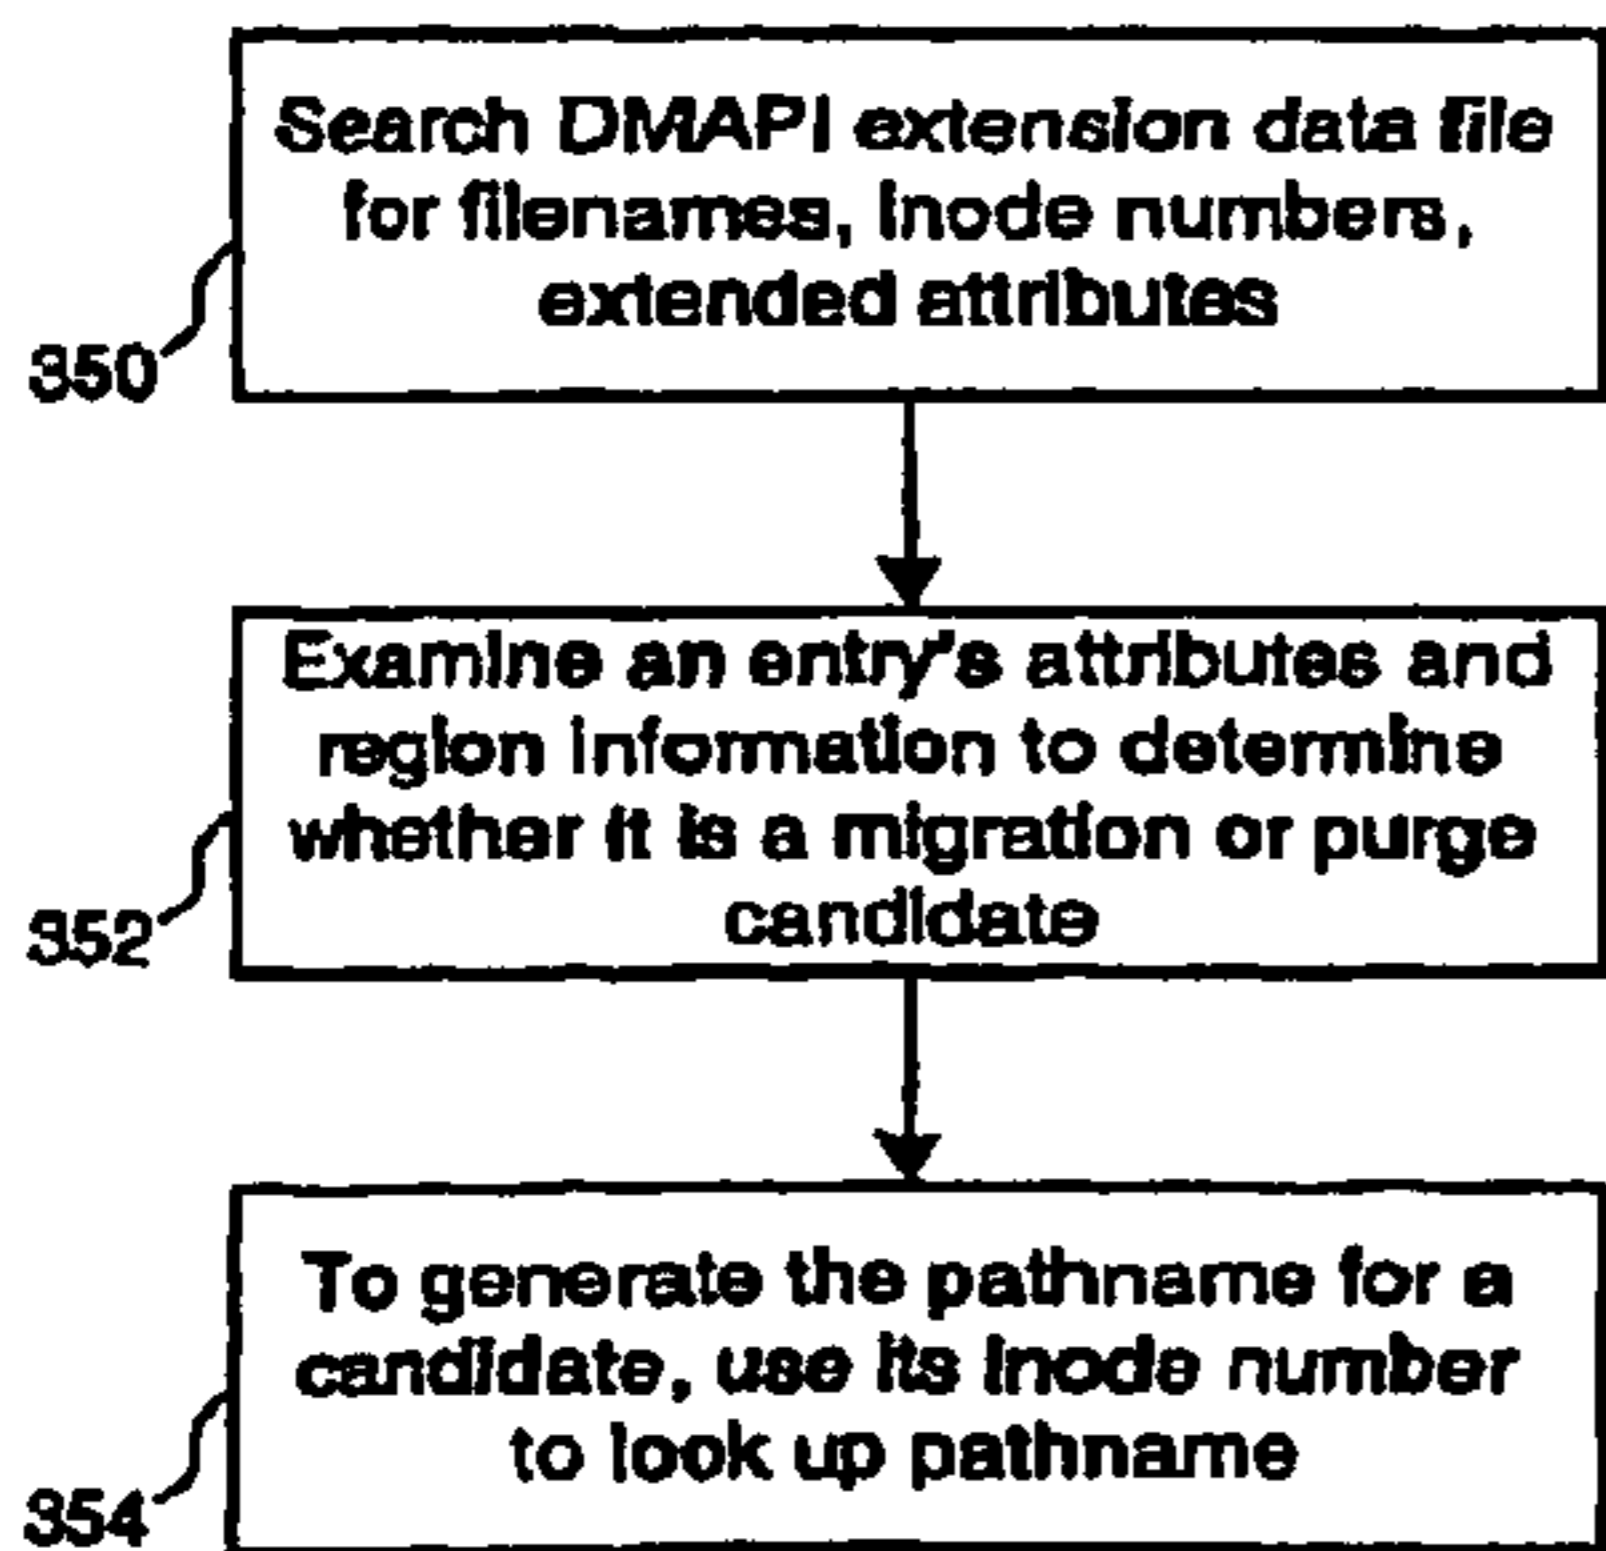 Search DMAPI extension data file
for filenames, inode numbers,
extended attributes
350
Examine an entry's attributes and
region information to determine
whether it is a migration or purge
candidate
352
To generate the pathname for a
candidate, use its inode number
to look up pathname
354